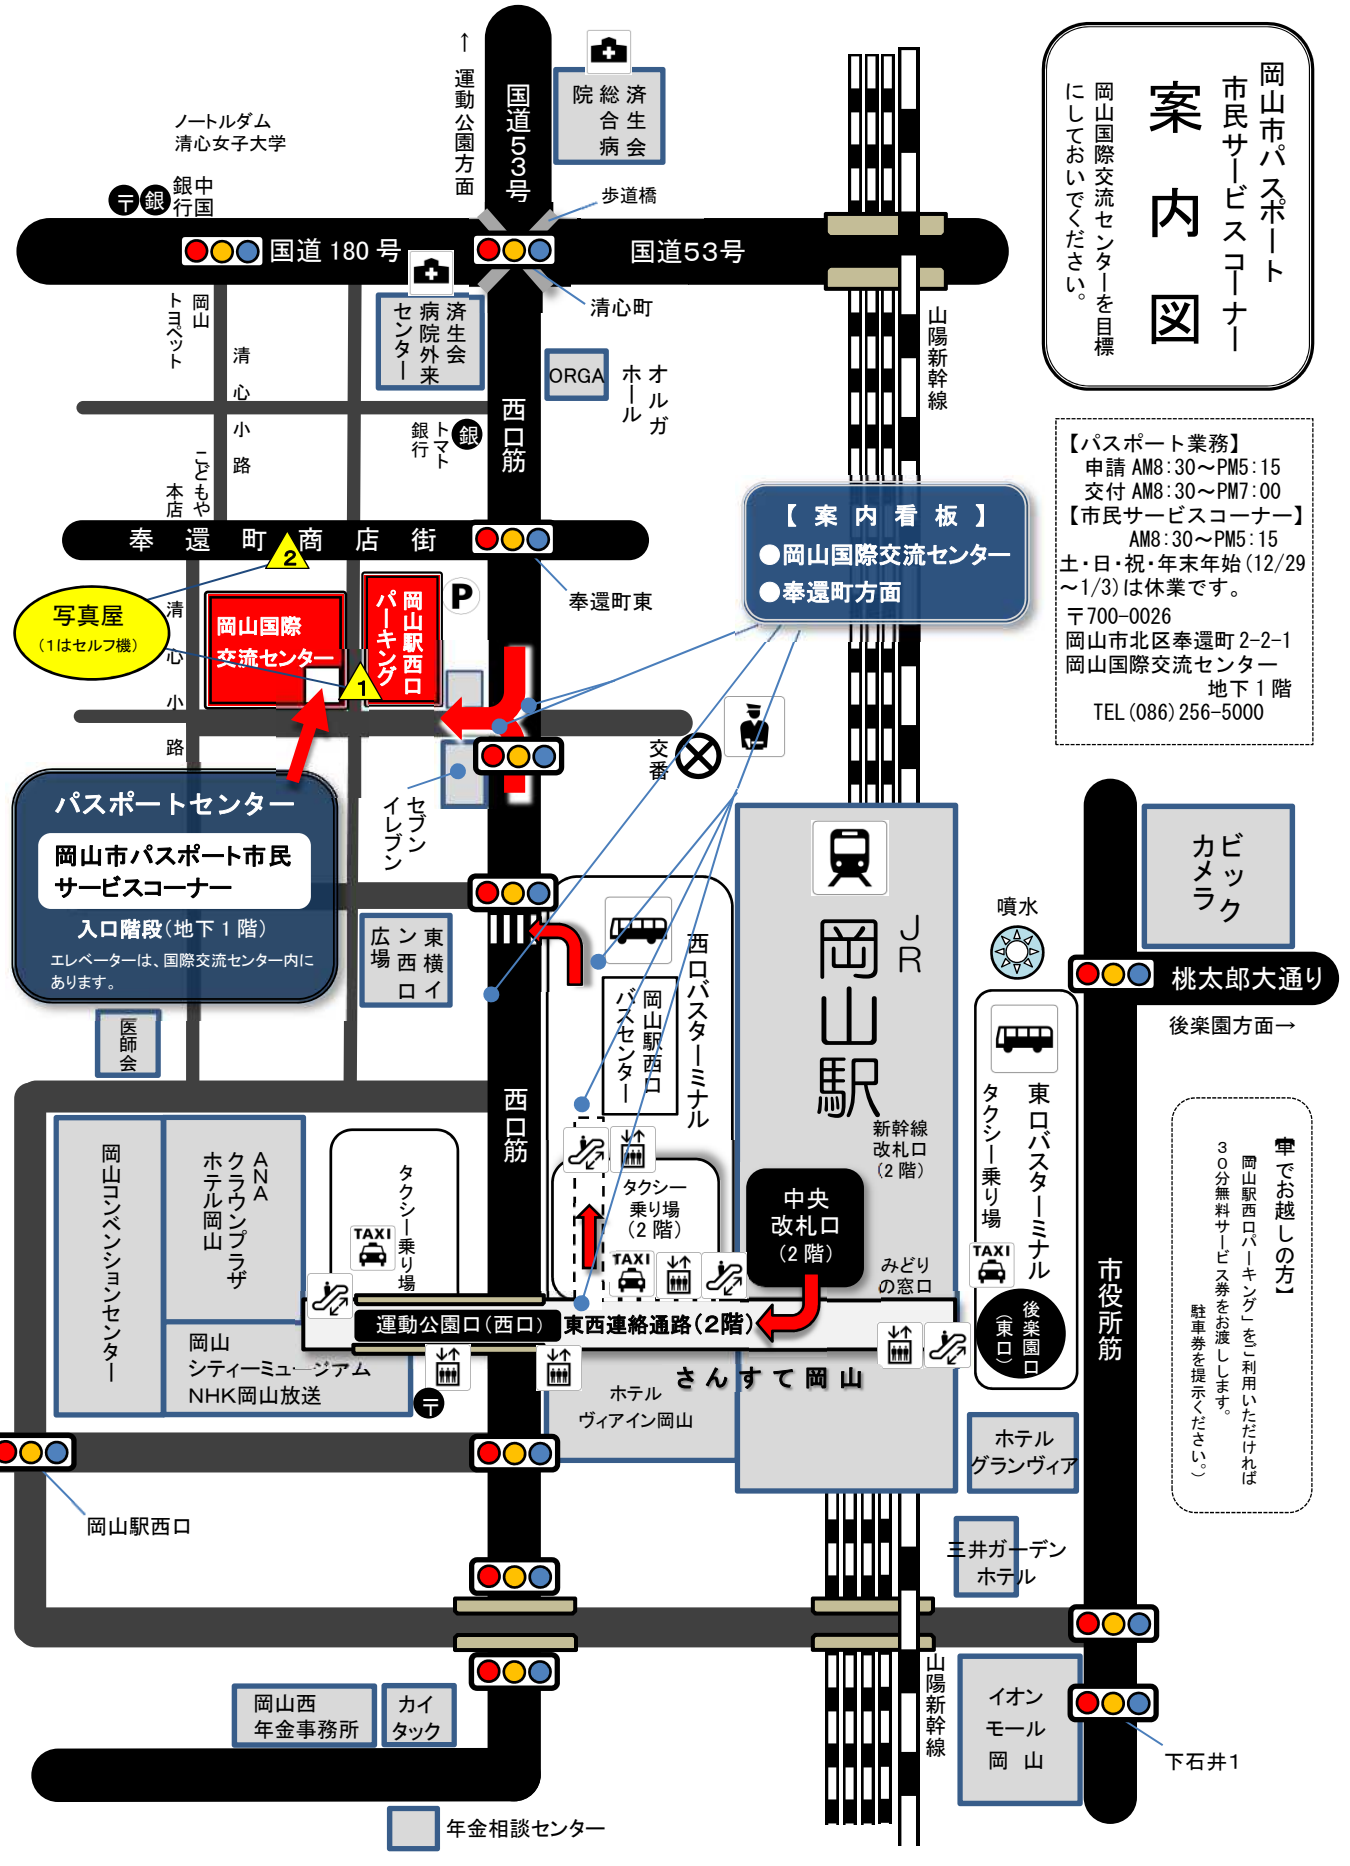 岡山市パスポート
市民サービスコーナー
案内図
岡山国際交流センターを目標
にしておいでください。
【パスポート業務】
申請 AM8:30～PM5:15
交付 AM8:30～PM7:00
【市民サービスコーナー】
AM8:30～PM5:15
土・日・祝・年末年始(12/29
～1/3)は休業です。
〒700-0026
岡山市北区奉還町 2-2-1
岡山国際交流センター
地下 1 階
TEL(086)256-5000
↑運動公園方面
国道53号
済生会
総合病
院
ノートルダム
清心女子大学
〒
銀
中国
銀行
歩道橋
国道 180 号
国道53号
清心町
済生会
病院外来
センター
岡山
トヨペット
清心小路
ORGA
オルガ
ホール
山陽新幹線
西口筋
銀
トマト
銀行
こどもや
本店
奉還町商店街
2
奉還町東
【案内看板】
●岡山国際交流センター
●奉還町方面
写真屋
(1はセルフ機)
清心小路
岡山国際
交流センター
岡山駅西口
パーキング
P
1
交番
セブン
イレブン
パスポートセンター
岡山市パスポート市民
サービスコーナー
入口階段(地下 1 階)
エレベーターは、国際交流センター内に
あります。
東横イ
ン西口
広場
医師会
西口バスターミナル
岡山駅西口
バスセンター
JR
岡山駅
新幹線
改札口
(2 階)
噴水
ビック
カメラ
桃太郎大通り
後楽園方面→
東口バスターミナル
タクシー乗り場
TAXI
後楽園口
(東口)
市役所筋
【車でお越しの方】
岡山駅西口パーキング」をご利用いただければ
30分無料サービス券をお渡しします。
駐車券を提示ください。)
西口筋
岡山コンベンションセンター
ANA
クラウンプラザ
ホテル岡山
タクシー乗り場
TAXI
タクシー
乗り場
(2 階)
TAXI
中央
改札口
(2 階)
みどり
の窓口
運動公園口(西口)
東西連絡通路(2階)
さんすて岡山
岡山
シティーミュージアム
NHK岡山放送
〒
ホテル
ヴィアイン岡山
ホテル
グランヴィア
岡山駅西口
三井ガーデン
ホテル
山陽新幹線
イオン
モール
岡山
下石井1
岡山西
年金事務所
カイ
タック
年金相談センター